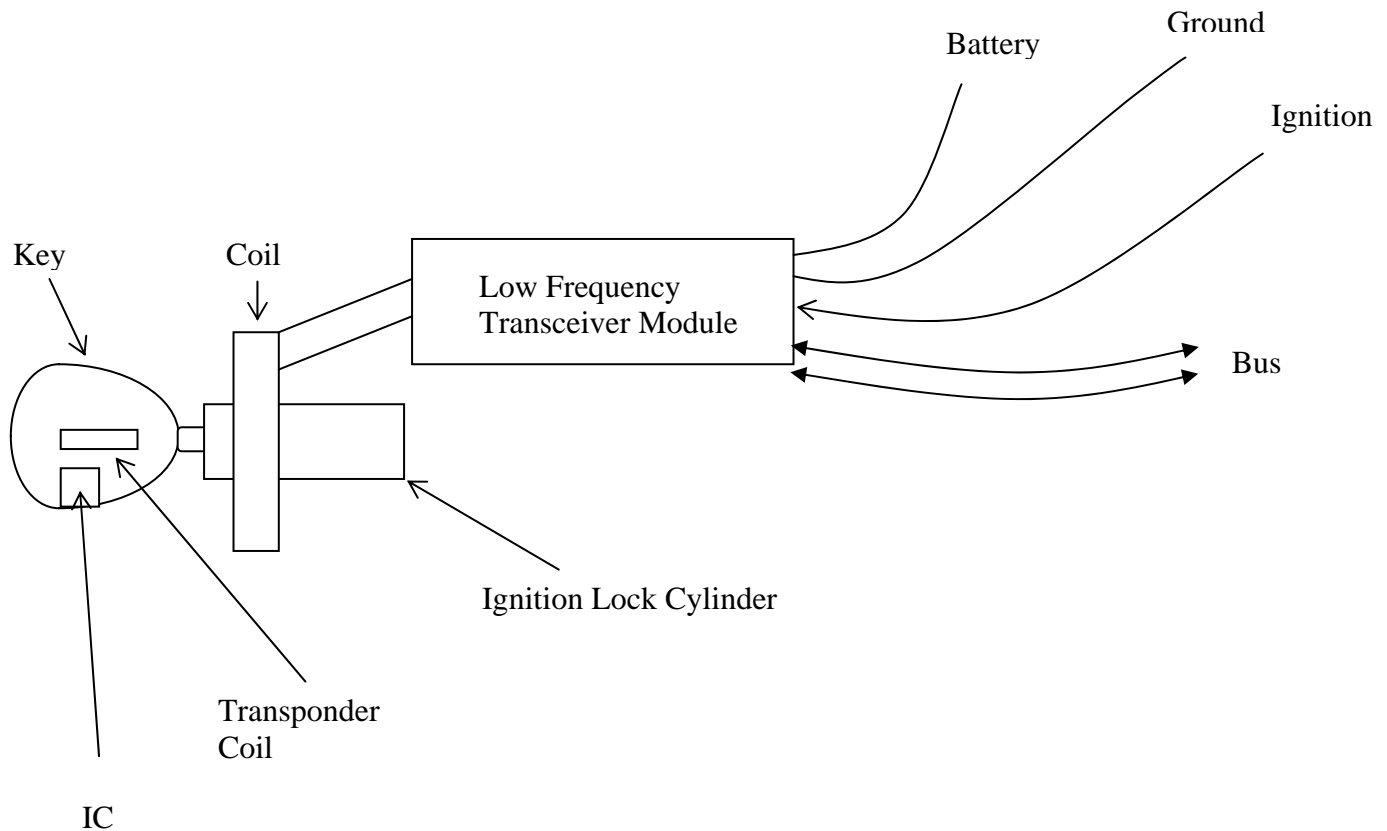 Ground
Battery
Ignition
Key
Coil
Low Frequency
Transceiver Module
Bus
Ignition Lock Cylinder
Transponder
Coil
IC